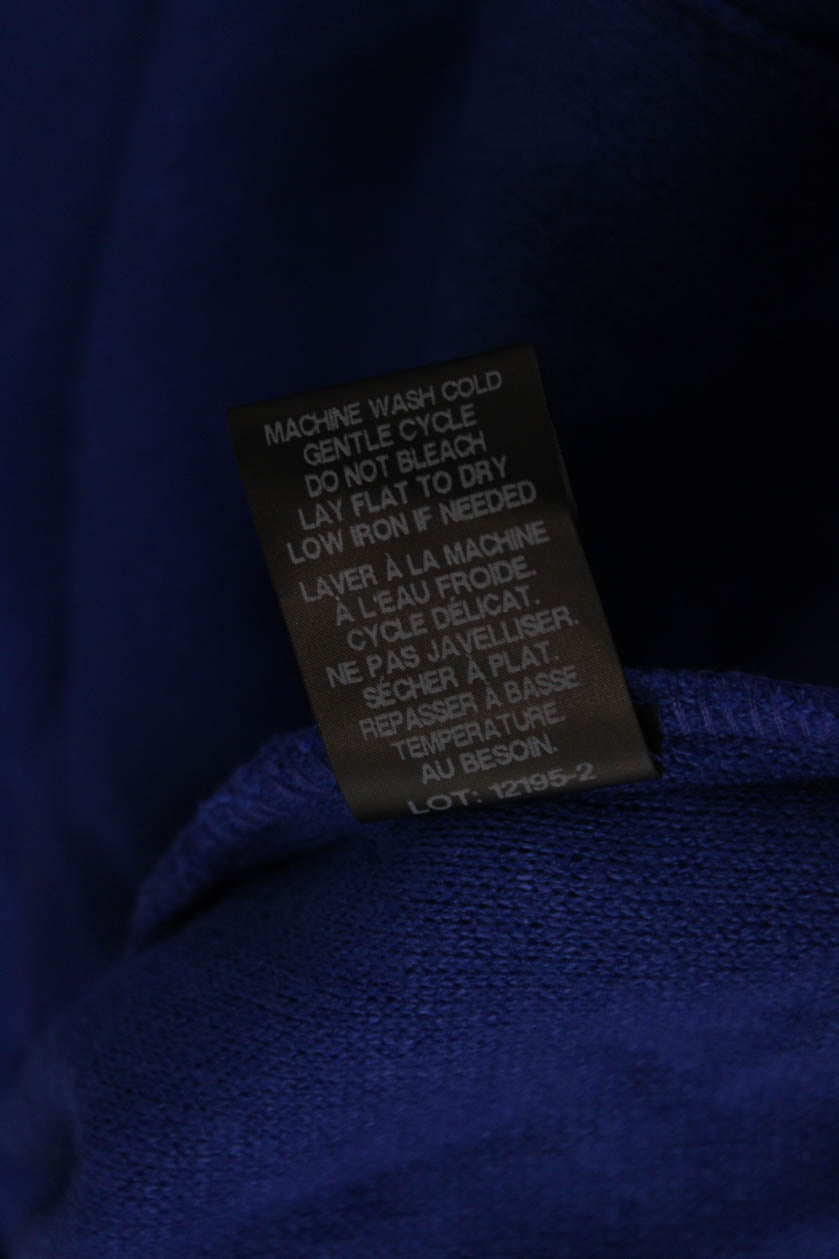 MACHINE WASH COLD
GENTLE CYCLE
DO NOT BLEACH
LAY FLAT TO DRY
LOW IRON IF NEEDED
LAVER À LA MACHINE
À L'EAU FROIDE.
CYCLE DÉLICAT.
NE PAS JAVELLISER.
SÉCHER À PLAT.
REPASSER À BASSE
TEMPERATURE.
AU BESOIN.
LOT: 12195-2